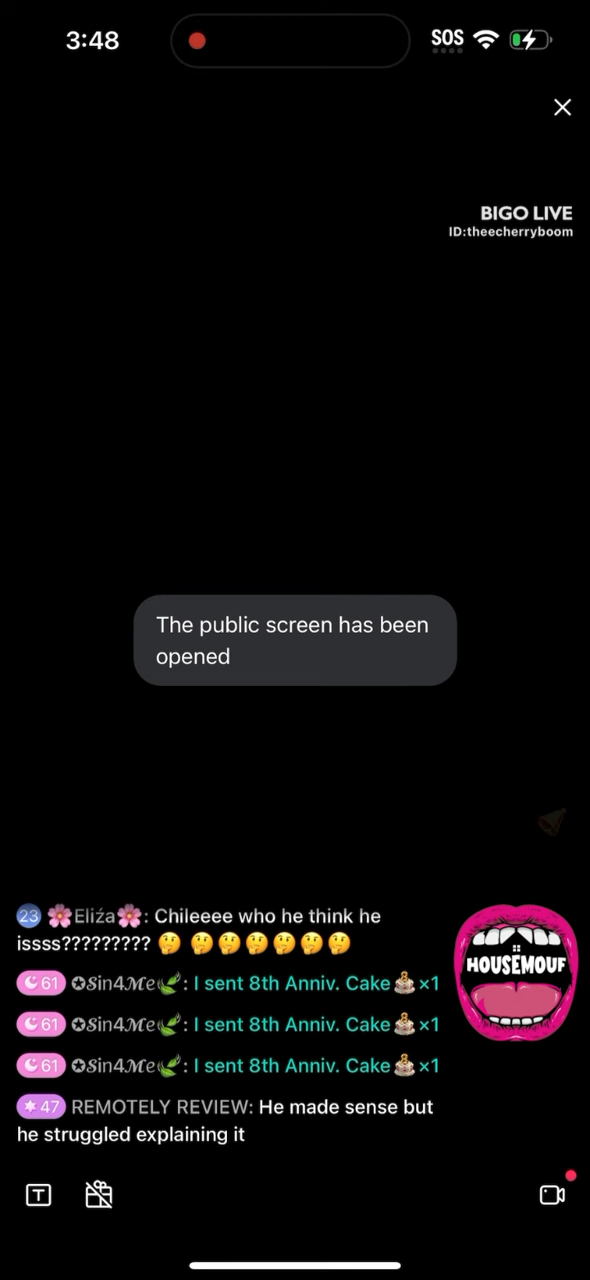 3:48
SOS
BIGO LIVE
ID:theecherryboom
The public screen has been
opened
23 🌸Eliźa🌸: Chileeee who he think he
issss????????? 🤔 🤔🤔🤔🤔🤔🤔
61 ✪𝓢in4𝓜e🌿: I sent 8th Anniv. Cake🎂×1
61 ✪𝓢in4𝓜e🌿: I sent 8th Anniv. Cake🎂×1
61 ✪𝓢in4𝓜e🌿: I sent 8th Anniv. Cake🎂×1
HOUSEMOUF
47 REMOTELY REVIEW: He made sense but
he struggled explaining it
T